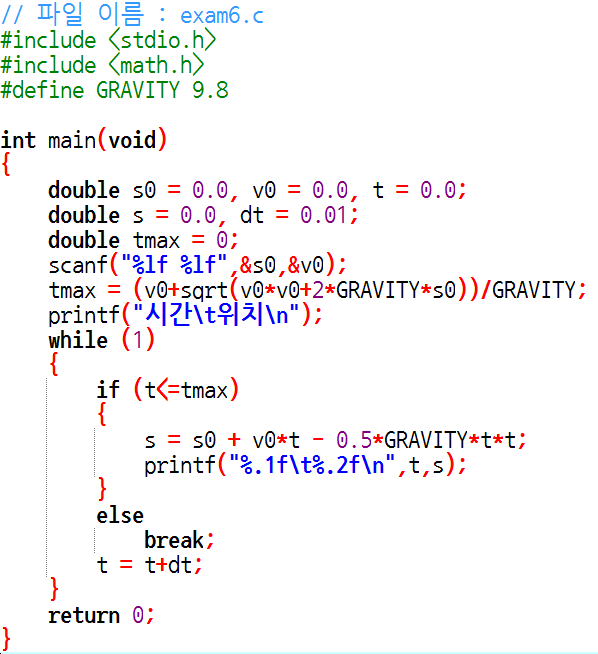 // 파일 이름 : exam6.c
#include <stdio.h>
#include <math.h>
#define GRAVITY 9.8

int main(void)
{
    double s0 = 0.0, v0 = 0.0, t = 0.0;
    double s = 0.0, dt = 0.01;
    double tmax = 0;
    scanf("%lf %lf",&s0,&v0);
    tmax = (v0+sqrt(v0*v0+2*GRAVITY*s0))/GRAVITY;
    printf("시간\t위치\n");
    while (1)
    {
        if (t<=tmax)
        {
            s = s0 + v0*t - 0.5*GRAVITY*t*t;
            printf("%.1f\t%.2f\n",t,s);
        }
        else
            break;
        t = t+dt;
    }
    return 0;
}